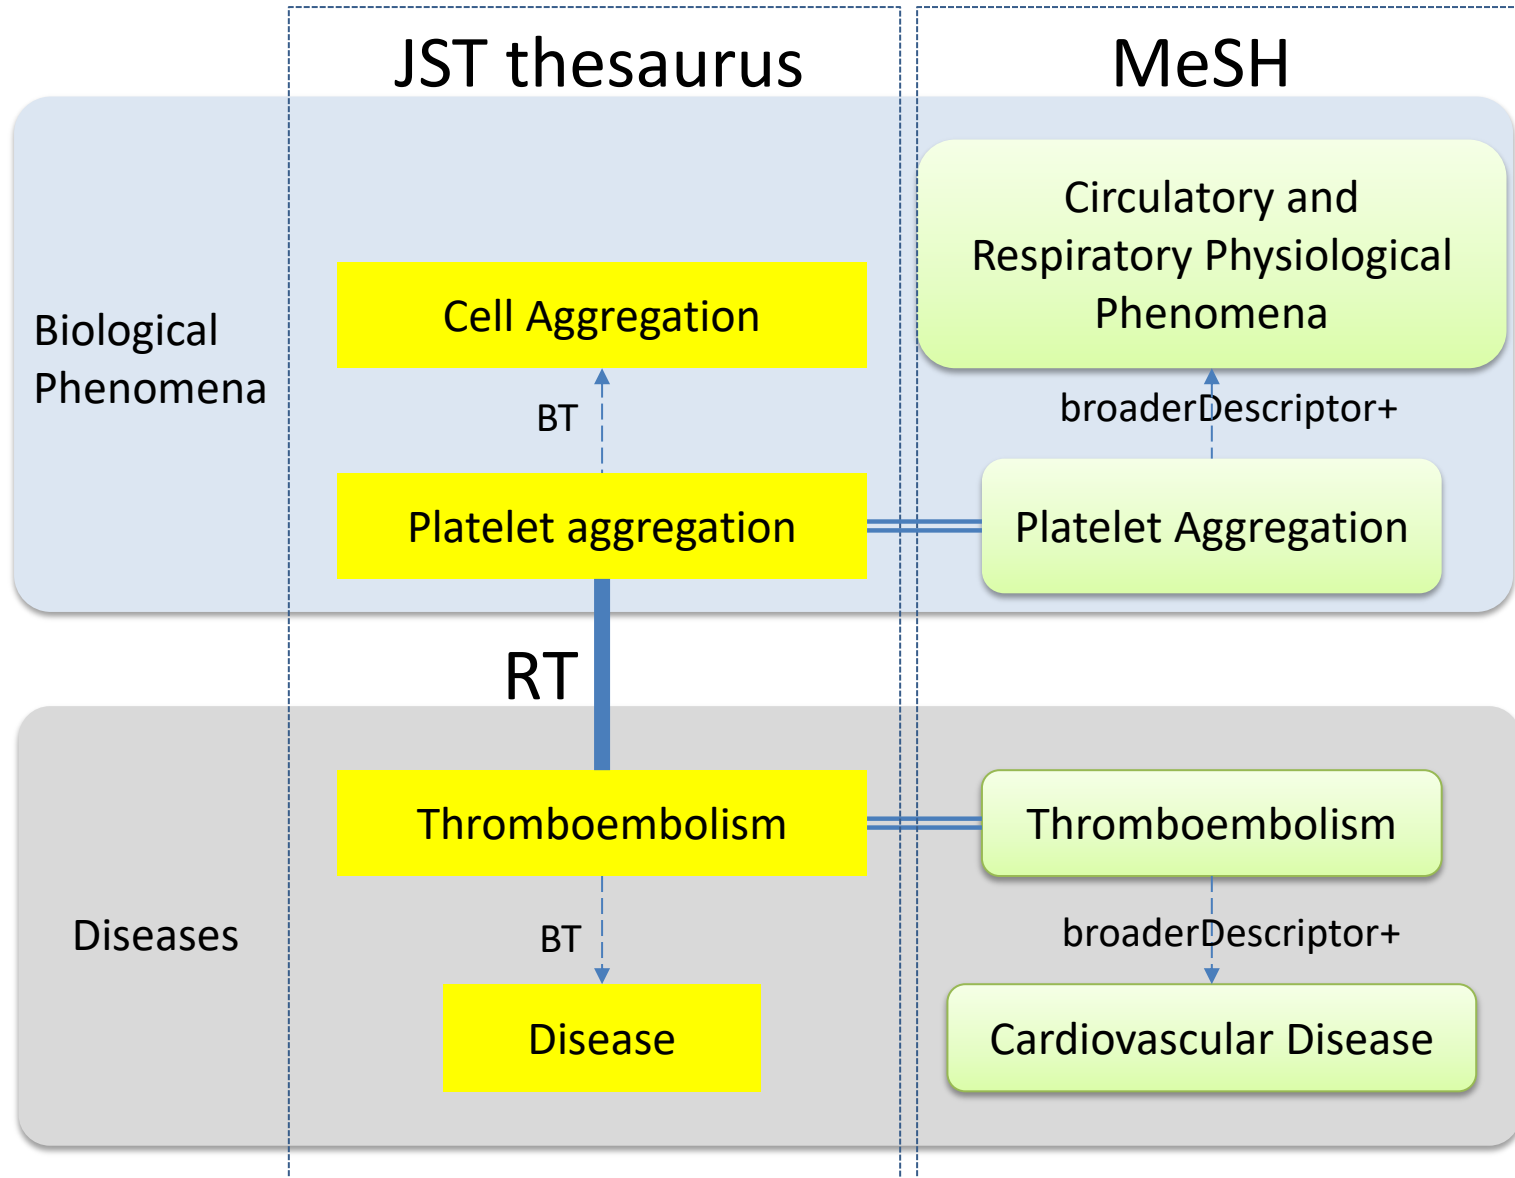 JST thesaurus
MeSH
Circulatory and
Respiratory Physiological
Phenomena
Cell Aggregation
Biological
Phenomena
BT
broaderDescriptor+
Platelet aggregation
Platelet Aggregation
RT
Thromboembolism
Thromboembolism
Diseases
BT
broaderDescriptor+
Disease
Cardiovascular Disease